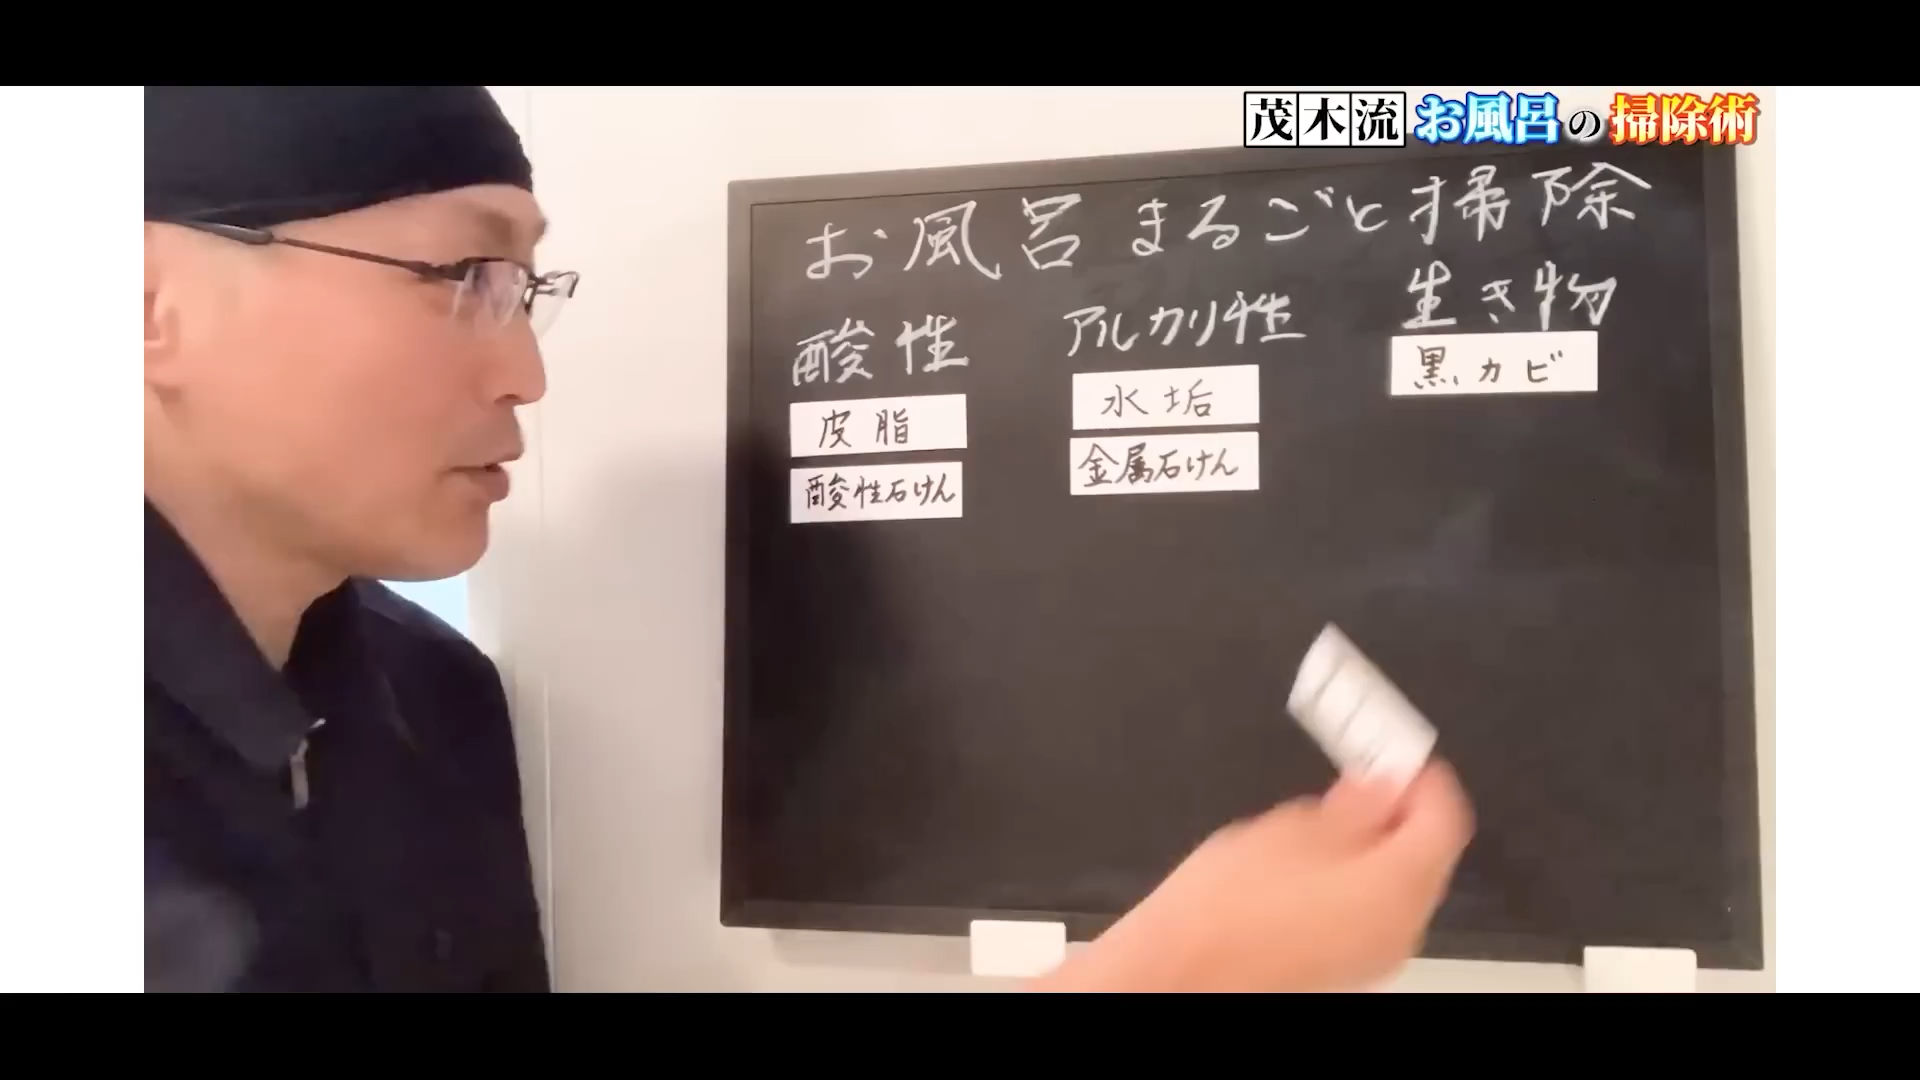 茂木流 お風呂の掃除術
お風呂まるごと掃除
酸性
皮脂
酸性石けん
アルカリ性
水垢
金属石けん
生き物
黒カビ